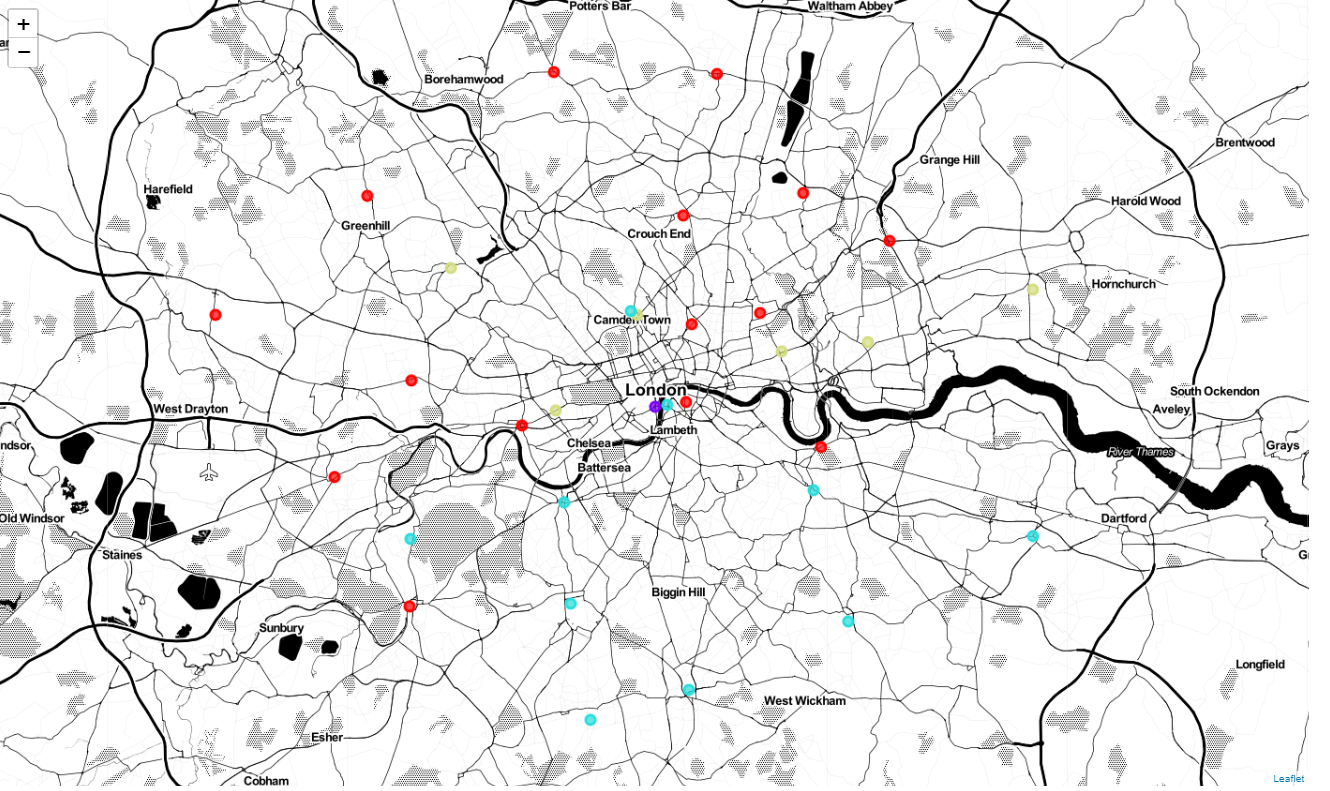 Potters Bar
Waltham Abbey
+
−
Borehamwood
Brentwood
Grange Hill
Harefield
Harold Wood
Greenhill
Crouch End
Hornchurch
Camden Town
London
South Ockendon
West Drayton
Aveley
Lambeth
Chelsea
Grays
ndsor
River Thames
Battersea
Old Windsor
Dartford
Staines
G
Biggin Hill
Sunbury
Longfield
West Wickham
Esher
Cobham
Leaflet